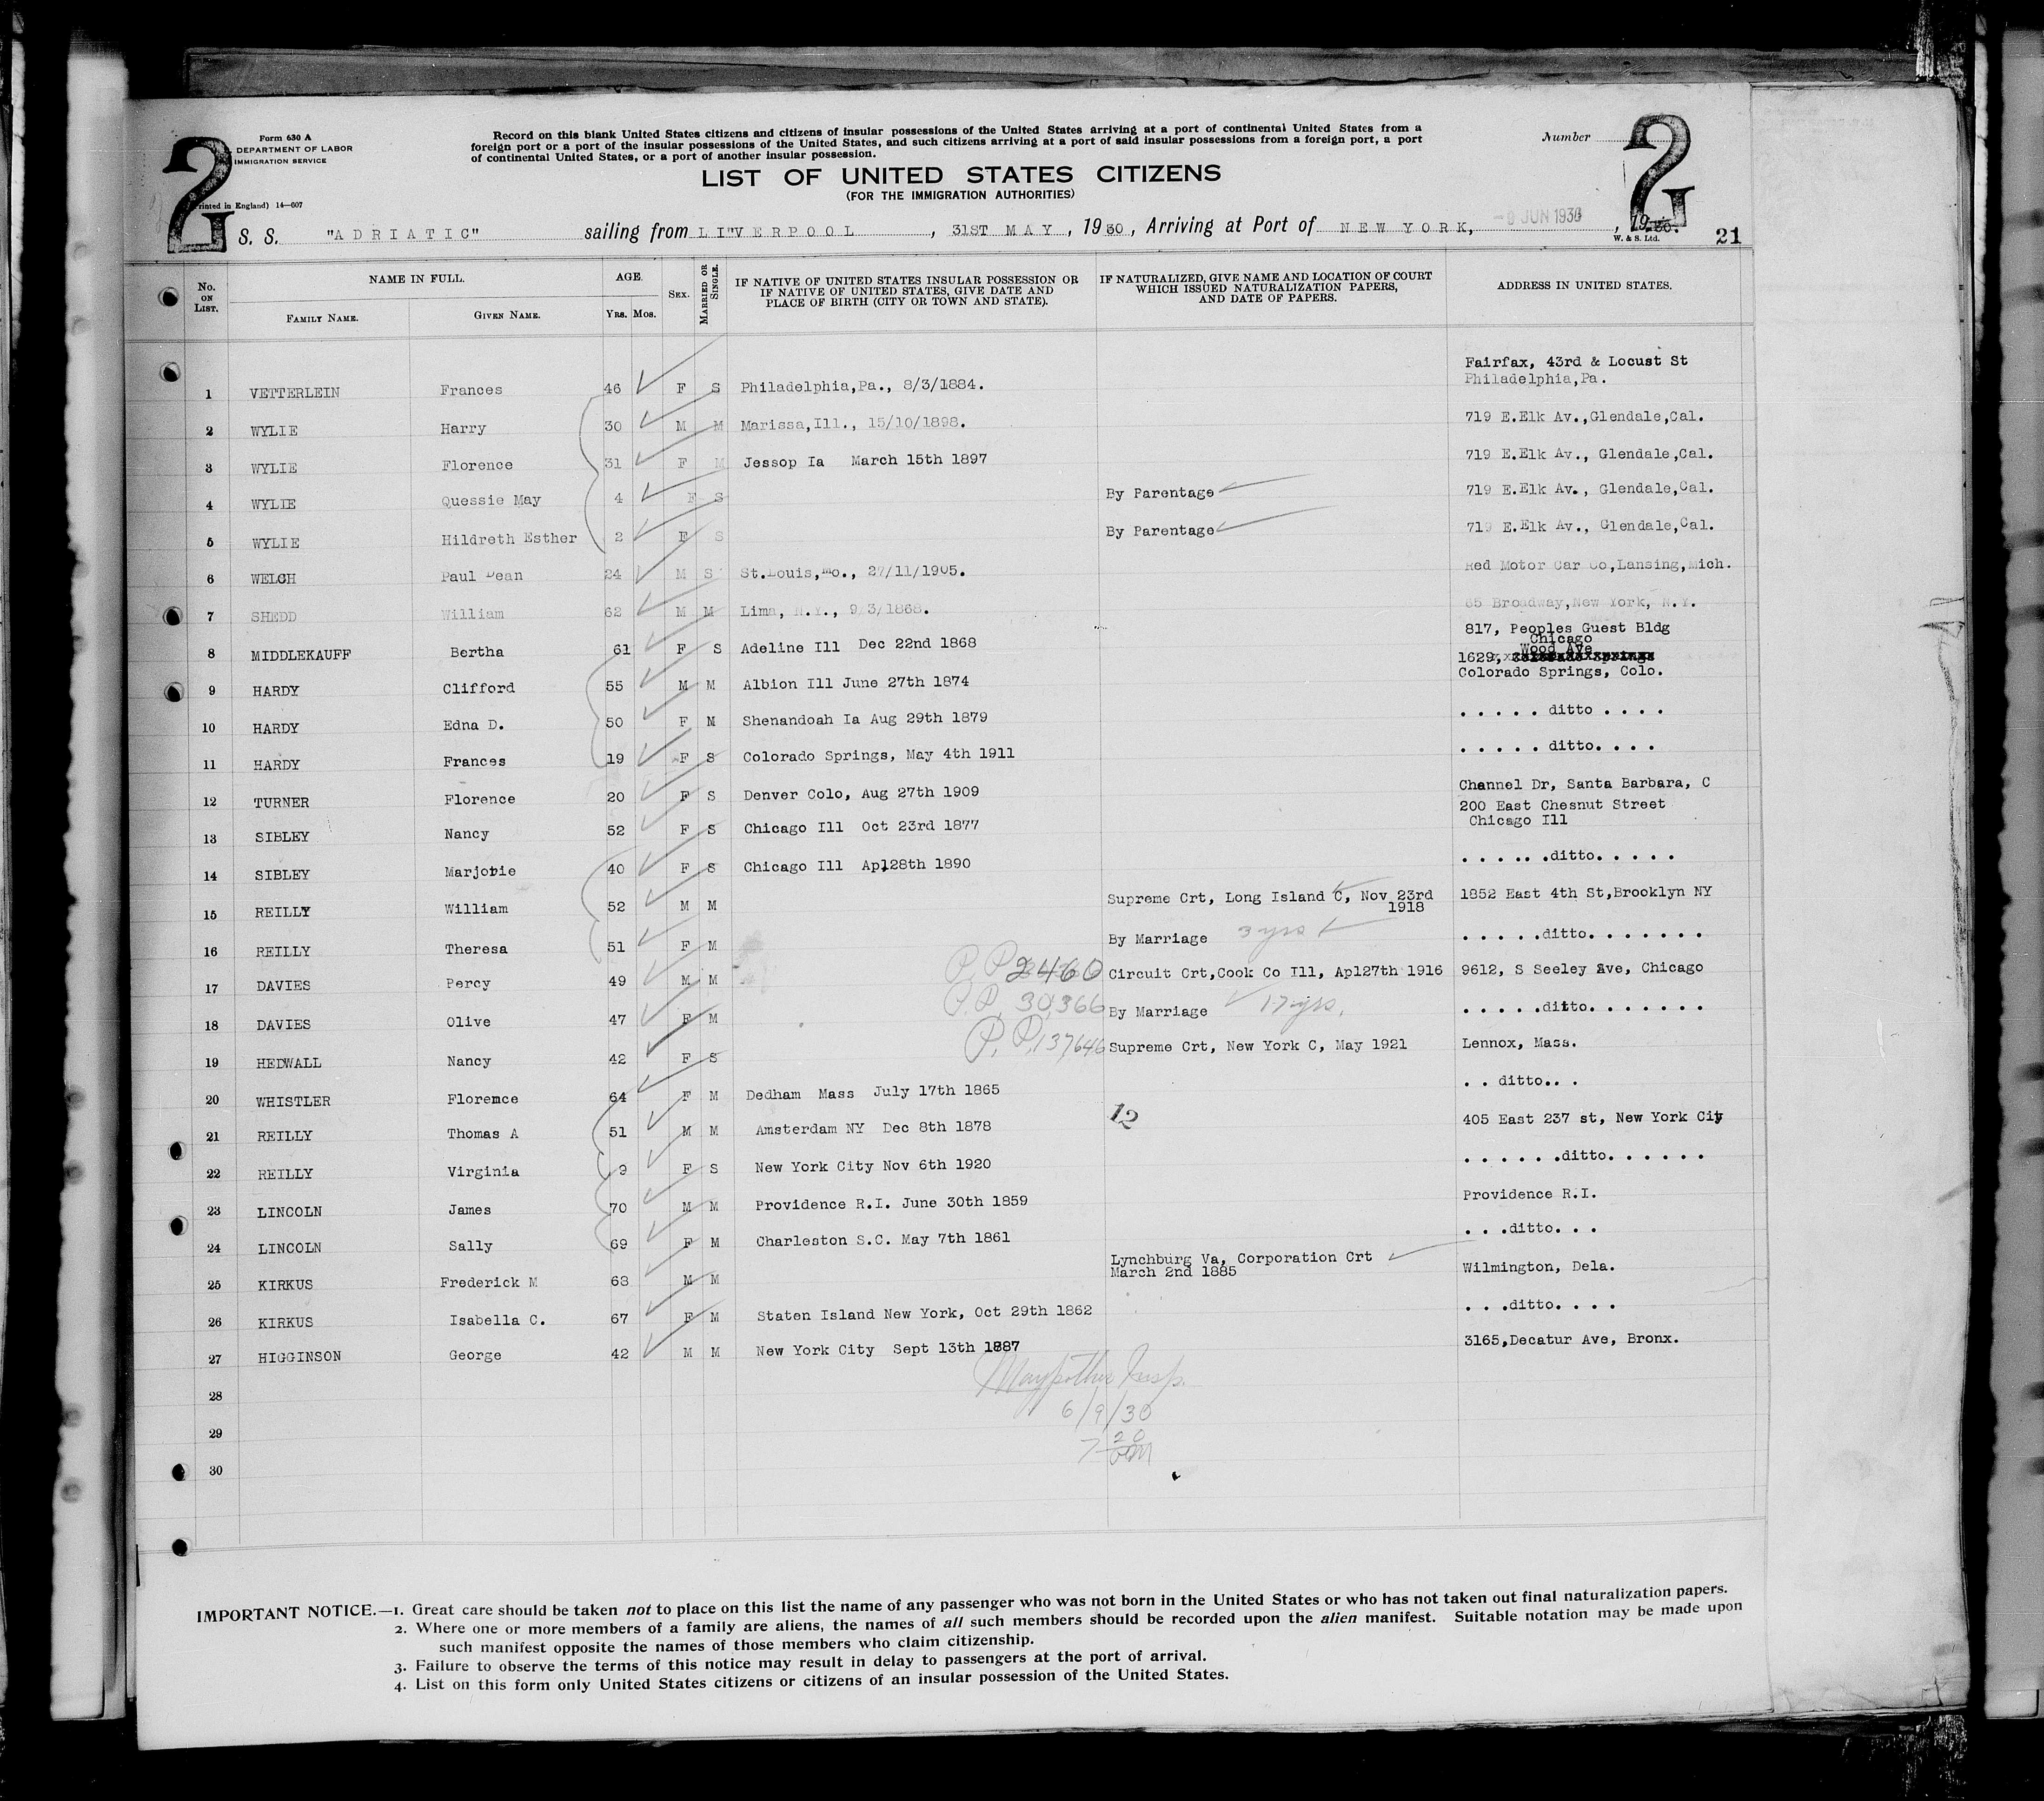 2
Form 630 A
DEPARTMENT OF LABOR
IMMIGRATION SERVICE
Record on this blank United States citizens and citizens of insular possessions of the United States arriving at a port of continental United States from a
foreign port or a port of the insular possessions of the United States, and such citizens arriving at a port of said insular possessions from a foreign port, a port
of continental United States, or a port of another insular possession.
Number
2
LIST OF UNITED STATES CITIZENS
(FOR THE IMMIGRATION AUTHORITIES)
rinted in England) 14—607
S. S. "ADRIATIC" sailing from LI"VERPOOL, 31ST MAY, 1930, Arriving at Port of NEW YORK, JUN 1930, 19
W. & S. Ltd.
21
No. ON LIST.
NAME IN FULL.
FAMILY NAME. GIVEN NAME.
AGE.
YRS. MOS.
SEX.
MARRIED OR SINGLE.
IF NATIVE OF UNITED STATES INSULAR POSSESSION OR
IF NATIVE OF UNITED STATES, GIVE DATE AND
PLACE OF BIRTH (CITY OR TOWN AND STATE).
IF NATURALIZED, GIVE NAME AND LOCATION OF COURT
WHICH ISSUED NATURALIZATION PAPERS,
AND DATE OF PAPERS.
ADDRESS IN UNITED STATES.
Fairfax, 43rd & Locust St
1 VETTERLEIN Frances 46 F S Philadelphia,Pa., 8/3/1884. Philadelphia,Pa.
2 WYLIE Harry 30 M M Marissa,Ill., 15/10/1898. 719 E.Elk Av.,Glendale,Cal.
3 WYLIE Florence 31 F M Jessop Ia March 15th 1897 719 E.Elk Av., Glendale,Cal.
4 WYLIE Quessie May 4 F S By Parentage 719 E.Elk Av., Glendale,Cal.
5 WYLIE Hildreth Esther 2 F S By Parentage 719 E.Elk Av., Glendale,Cal.
6 WELCH Paul Dean 24 M S St.Louis,Mo., 27/11/1905. Red Motor Car Co,Lansing,Mich.
7 SHEDD William 62 M M Lima, N.Y., 9/3/1868. 65 Broadway,New York, N.Y.
817, Peoples Guest Bldg
Chicago
8 MIDDLEKAUFF Bertha 61 F S Adeline Ill Dec 22nd 1868
Wood Ave
1629,
9 HARDY Clifford 55 M M Albion Ill June 27th 1874 Colorado Springs, Colo.
10 HARDY Edna D. 50 F M Shenandoah Ia Aug 29th 1879 . . . . . ditto . . . .
11 HARDY Frances 19 F S Colorado Springs, May 4th 1911 . . . . . ditto. . . .
12 TURNER Florence 20 F S Denver Colo, Aug 27th 1909 Channel Dr, Santa Barbara, C
200 East Chesnut Street
13 SIBLEY Nancy 52 F S Chicago Ill Oct 23rd 1877 Chicago Ill
14 SIBLEY Marjorie 40 F S Chicago Ill Apl28th 1890 . . . . . .ditto. . . . .
15 REILLY William 52 M M Supreme Crt, Long Island C, Nov 23rd 1852 East 4th St,Brooklyn NY
1918
16 REILLY Theresa 51 F M By Marriage 3 yrs . . . . .ditto. . . . . . .
17 DAVIES Percy 49 M M P.P. 2460 Circuit Crt,Cook Co Ill, Apl27th 1916 9612, S Seeley Ave, Chicago
18 DAVIES Olive 47 F M P.P. 30,366 By Marriage 17 yrs. . . . . .ditto. . . . . . .
19 HEDWALL Nancy 42 F S P.P. 137646 Supreme Crt, New York C, May 1921 Lennox, Mass.
20 WHISTLER Florence 64 F M Dedham Mass July 17th 1865 . . ditto.. .
12
21 REILLY Thomas A 51 M M Amsterdam NY Dec 8th 1878 405 East 237 st, New York City
22 REILLY Virginia 9 F S New York City Nov 6th 1920 . . . . . .ditto. . . . . .
23 LINCOLN James 70 M M Providence R.I. June 30th 1859 Providence R.I.
24 LINCOLN Sally 69 F M Charleston S.C. May 7th 1861 . . .ditto. . .
Lynchburg Va, Corporation Crt
25 KIRKUS Frederick M 68 M M March 2nd 1885 Wilmington, Dela.
26 KIRKUS Isabella C. 67 F M Staten Island New York, Oct 29th 1862 . . .ditto. . . .
27 HIGGINSON George 42 M M New York City Sept 13th 1887 3165,Decatur Ave, Bronx.
28
Insp.
6/9/30
29
7 20
30
IMPORTANT NOTICE.—1. Great care should be taken not to place on this list the name of any passenger who was not born in the United States or who has not taken out final naturalization papers.
2. Where one or more members of a family are aliens, the names of all such members should be recorded upon the alien manifest. Suitable notation may be made upon
such manifest opposite the names of those members who claim citizenship.
3. Failure to observe the terms of this notice may result in delay to passengers at the port of arrival.
4. List on this form only United States citizens or citizens of an insular possession of the United States.